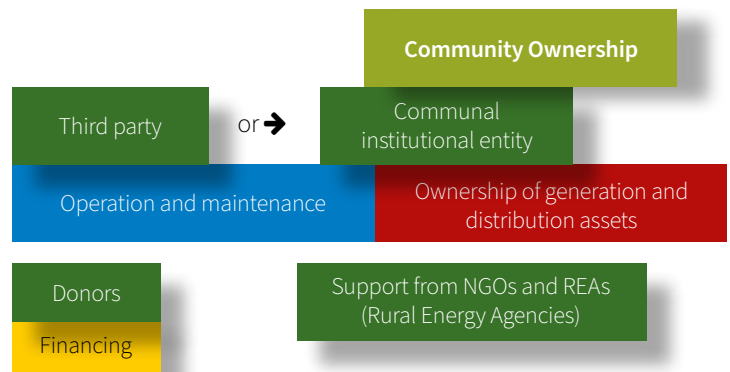 Community Ownership
Third party
or ➔
Communal
institutional entity
Operation and maintenance
Ownership of generation and
distribution assets
Donors
Financing
Support from NGOs and REAs
(Rural Energy Agencies)